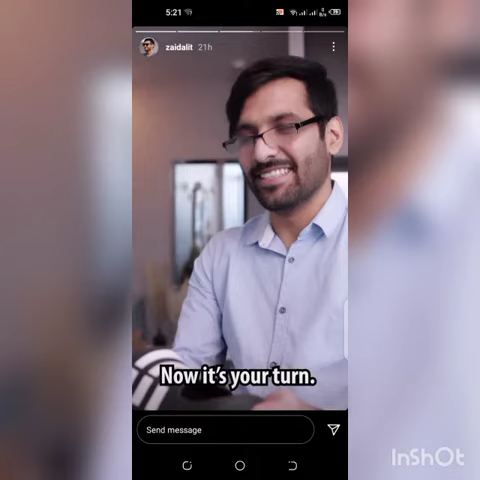 5:21
zaidalit 21h
Now it's your turn.
Send message
InShOt